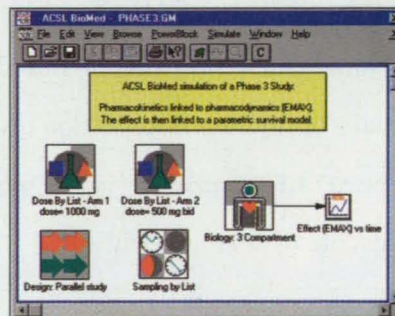 ACSL BioMed - PHASE3.GM
File Edit View Browse PowerBlock Simulate Window Help
C
ACSL BioMed simulation of a Phase 3 Study:
Pharmacokinetics linked to pharmacodynamics [EMAX].
The effect is then linked to a parametric survival model.
Dose By List - Arm 1
dose= 1000 mg
Dose By List - Arm 2
dose= 500 mg bid
Biology: 3 Compartment
Effect [EMAX] vs time
Design: Parallel study
Sampling by List